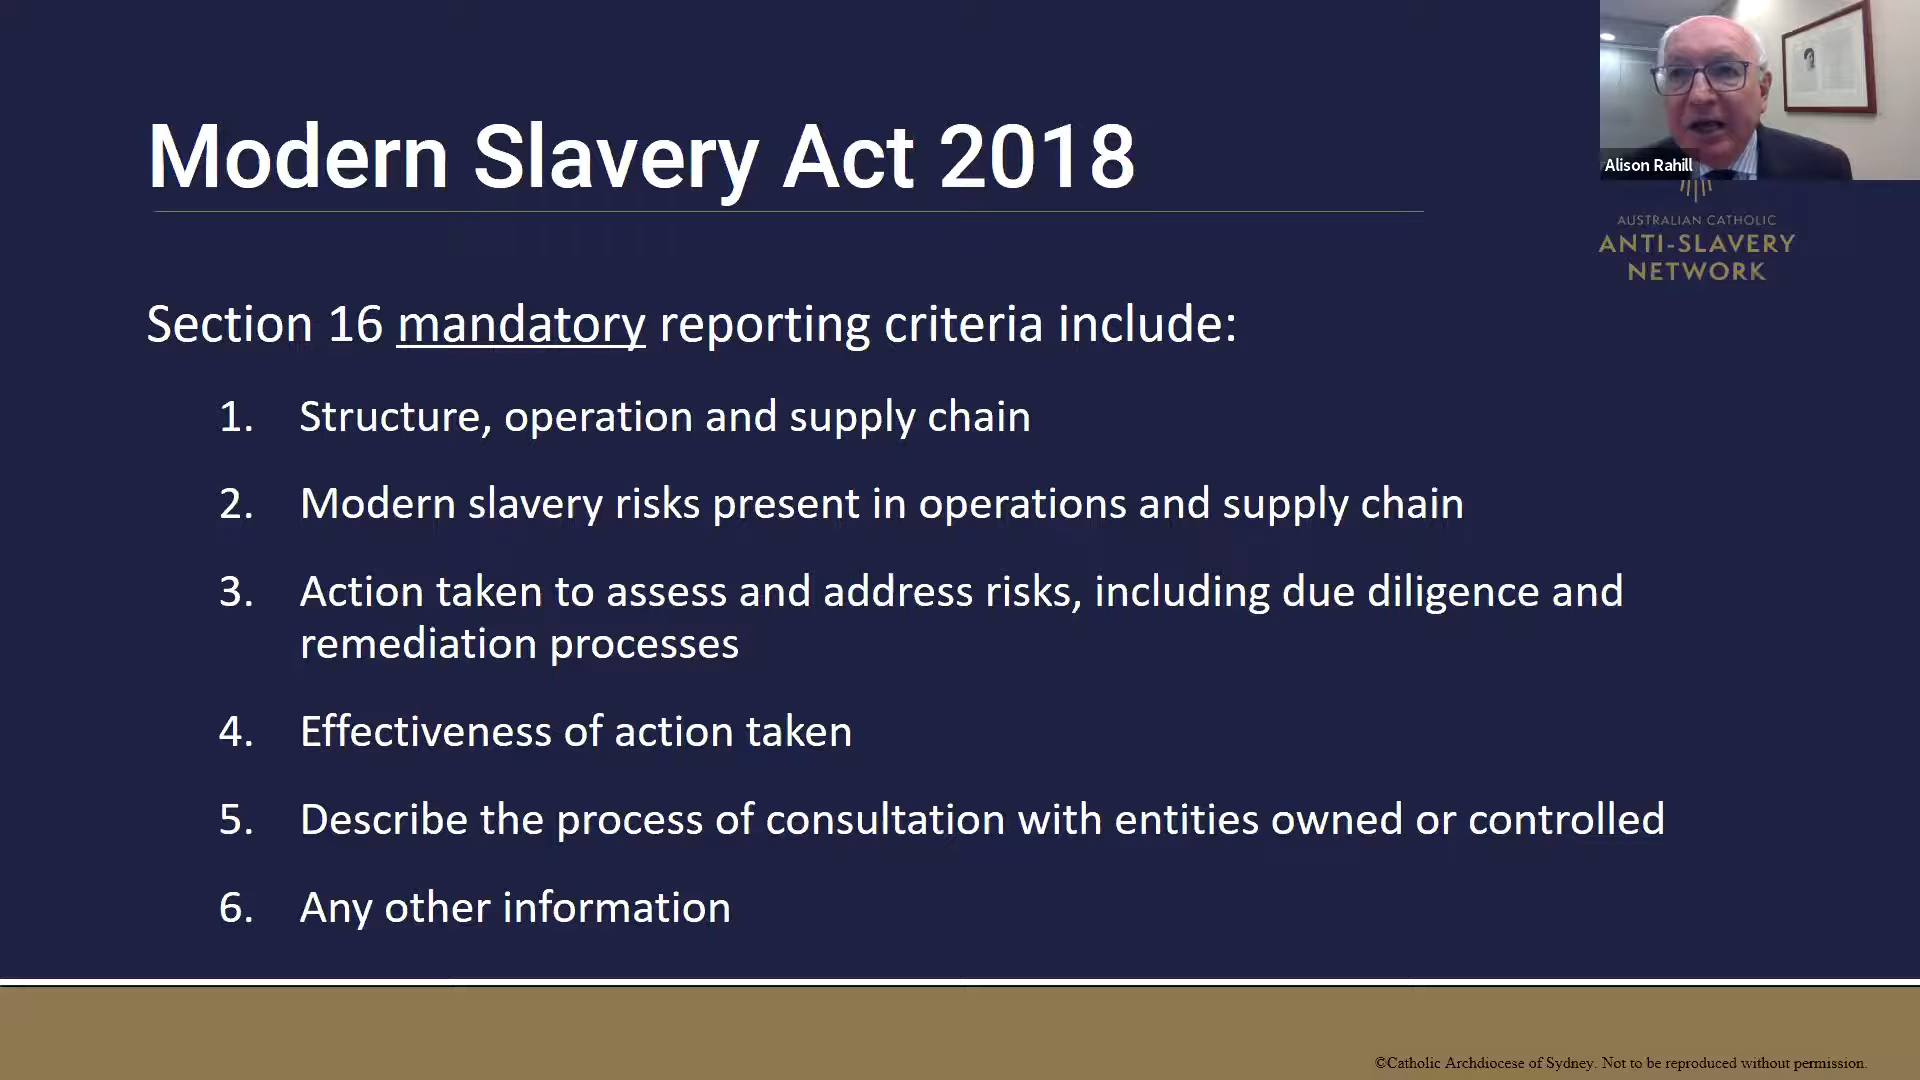 Modern Slavery Act 2018
Alison Rahill
AUSTRALIAN CATHOLIC
ANTI-SLAVERY
NETWORK
Section 16 mandatory reporting criteria include:
1. Structure, operation and supply chain
2. Modern slavery risks present in operations and supply chain
3. Action taken to assess and address risks, including due diligence and
remediation processes
4. Effectiveness of action taken
5. Describe the process of consultation with entities owned or controlled
6. Any other information
©Catholic Archdiocese of Sydney. Not to be reproduced without permission.